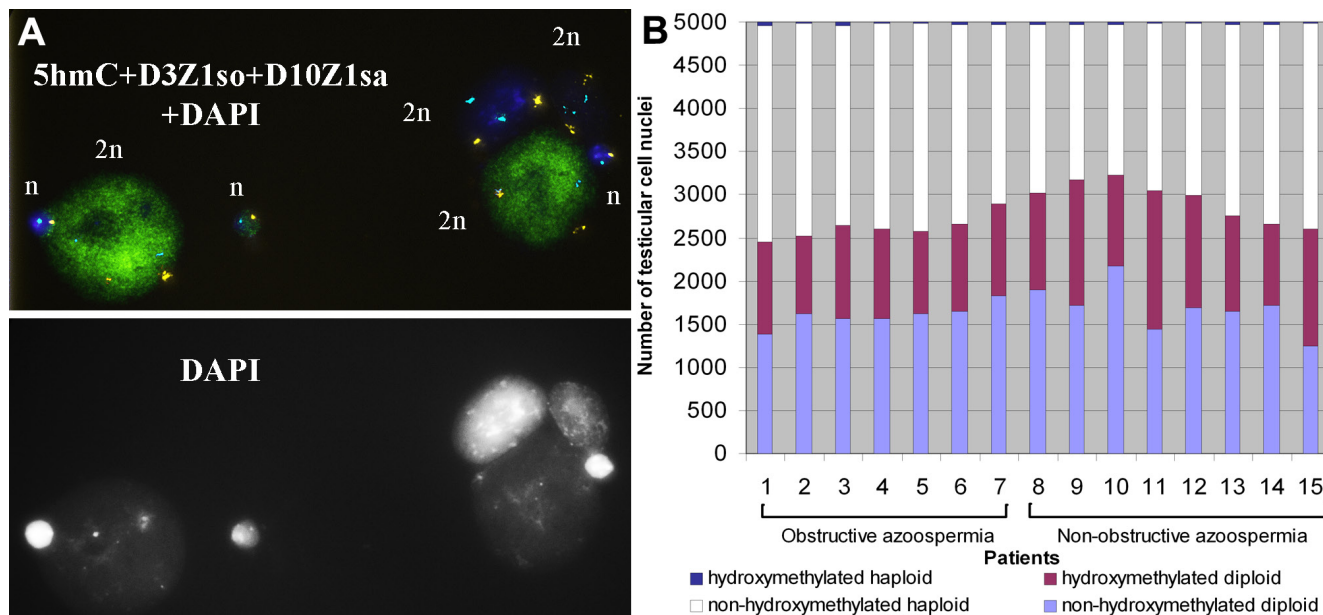 A
5hmC+D3Z1so+D10Z1sa
+DAPI
2n
n
n
2n
2n
2n
n
DAPI
B
Number of testicular cell nuclei
5000
4500
4000
3500
3000
2500
2000
1500
1000
500
0
1 2 3 4 5 6 7 8 9 10 11 12 13 14 15
Obstructive azoospermia Non-obstructive azoospermia
Patients
hydroxymethylated haploid hydroxymethylated diploid
non-hydroxymethylated haploid non-hydroxymethylated diploid